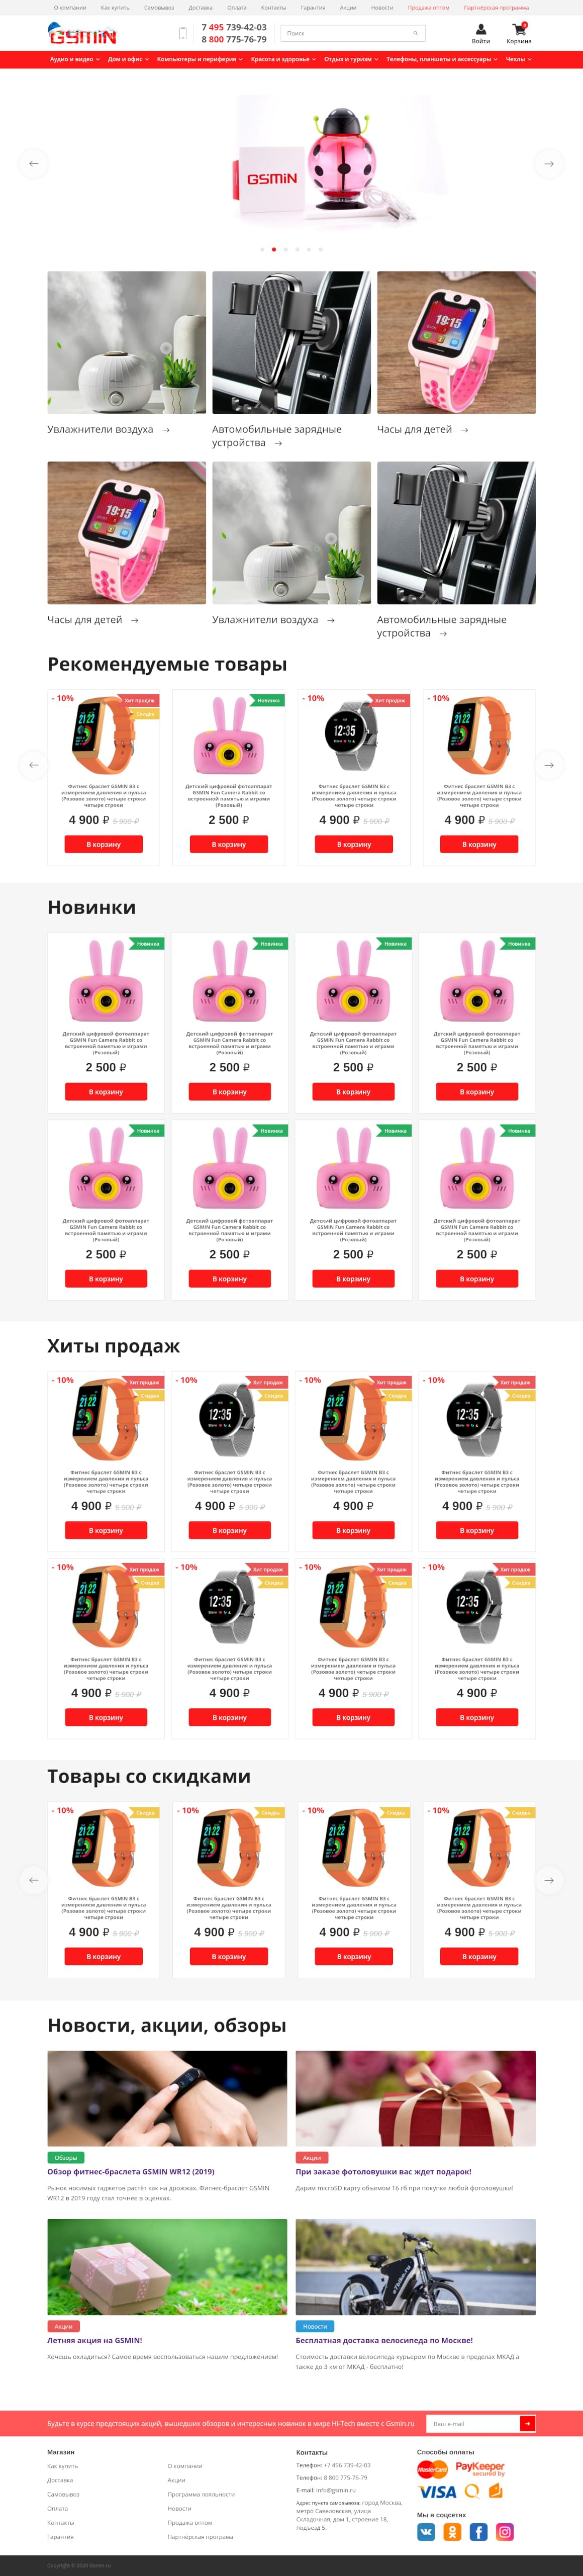 О компании Как купить Самовывоз Доставка Оплата Контакты Гарантия Акции Новости Продажа оптом Партнёрская программа
GSMIN
7 495 739-42-03
8 800 775-76-79
Поиск
Войти
Корзина
Аудио и видео Дом и офис Компьютеры и периферия Красота и здоровье Отдых и туризм Телефоны, планшеты и аксессуары Чехлы
GSMIN
19:15
Увлажнители воздуха →
Автомобильные зарядные
устройства →
Часы для детей →
19:15
Часы для детей →
Увлажнители воздуха →
Автомобильные зарядные
устройства →
Рекомендуемые товары
- 10% Хит продаж
Скидка
Новинка
- 10% Хит продаж
- 10%
Фитнес браслет GSMIN B3 с
измерением давления и пульса
(Розовое золото) четыре строки
четыре строки
4 900 ₽ 5 900 ₽
В корзину
Детский цифровой фотоаппарат
GSMIN Fun Camera Rabbit со
встроенной памятью и играми
(Розовый)
2 500 ₽
В корзину
Фитнес браслет GSMIN B3 с
измерением давления и пульса
(Розовое золото) четыре строки
четыре строки
4 900 ₽ 5 900 ₽
В корзину
Фитнес браслет GSMIN B3 с
измерением давления и пульса
(Розовое золото) четыре строки
четыре строки
4 900 ₽ 5 900 ₽
В корзину
Новинки
Новинка
Детский цифровой фотоаппарат
GSMIN Fun Camera Rabbit со
встроенной памятью и играми
(Розовый)
2 500 ₽
В корзину
Новинка
Детский цифровой фотоаппарат
GSMIN Fun Camera Rabbit со
встроенной памятью и играми
(Розовый)
2 500 ₽
В корзину
Новинка
Детский цифровой фотоаппарат
GSMIN Fun Camera Rabbit со
встроенной памятью и играми
(Розовый)
2 500 ₽
В корзину
Новинка
Детский цифровой фотоаппарат
GSMIN Fun Camera Rabbit со
встроенной памятью и играми
(Розовый)
2 500 ₽
В корзину
Новинка
Детский цифровой фотоаппарат
GSMIN Fun Camera Rabbit со
встроенной памятью и играми
(Розовый)
2 500 ₽
В корзину
Новинка
Детский цифровой фотоаппарат
GSMIN Fun Camera Rabbit со
встроенной памятью и играми
(Розовый)
2 500 ₽
В корзину
Новинка
Детский цифровой фотоаппарат
GSMIN Fun Camera Rabbit со
встроенной памятью и играми
(Розовый)
2 500 ₽
В корзину
Новинка
Детский цифровой фотоаппарат
GSMIN Fun Camera Rabbit со
встроенной памятью и играми
(Розовый)
2 500 ₽
В корзину
Хиты продаж
- 10% Хит продаж
Скидка
Фитнес браслет GSMIN B3 с
измерением давления и пульса
(Розовое золото) четыре строки
четыре строки
4 900 ₽ 5 900 ₽
В корзину
- 10% Хит продаж
Скидка
12:35
Фитнес браслет GSMIN B3 с
измерением давления и пульса
(Розовое золото) четыре строки
четыре строки
4 900 ₽ 5 900 ₽
В корзину
- 10% Хит продаж
Скидка
Фитнес браслет GSMIN B3 с
измерением давления и пульса
(Розовое золото) четыре строки
четыре строки
4 900 ₽
В корзину
- 10% Хит продаж
Скидка
12:35
Фитнес браслет GSMIN B3 с
измерением давления и пульса
(Розовое золото) четыре строки
четыре строки
4 900 ₽ 5 900 ₽
В корзину
- 10% Хит продаж
Скидка
Фитнес браслет GSMIN B3 с
измерением давления и пульса
(Розовое золото) четыре строки
четыре строки
4 900 ₽ 5 900 ₽
В корзину
- 10% Хит продаж
Скидка
12:35
Фитнес браслет GSMIN B3 с
измерением давления и пульса
(Розовое золото) четыре строки
четыре строки
4 900 ₽
В корзину
- 10% Хит продаж
Скидка
Фитнес браслет GSMIN B3 с
измерением давления и пульса
(Розовое золото) четыре строки
четыре строки
4 900 ₽ 5 900 ₽
В корзину
- 10% Хит продаж
Скидка
12:35
Фитнес браслет GSMIN B3 с
измерением давления и пульса
(Розовое золото) четыре строки
четыре строки
4 900 ₽
В корзину
Товары со скидками
- 10% Скидка
Фитнес браслет GSMIN B3 с
измерением давления и пульса
(Розовое золото) четыре строки
четыре строки
4 900 ₽ 5 900 ₽
В корзину
- 10% Скидка
Фитнес браслет GSMIN B3 с
измерением давления и пульса
(Розовое золото) четыре строки
четыре строки
4 900 ₽ 5 900 ₽
В корзину
- 10% Скидка
Фитнес браслет GSMIN B3 с
измерением давления и пульса
(Розовое золото) четыре строки
четыре строки
4 900 ₽ 5 900 ₽
В корзину
- 10% Скидка
Фитнес браслет GSMIN B3 с
измерением давления и пульса
(Розовое золото) четыре строки
четыре строки
4 900 ₽ 5 900 ₽
В корзину
Новости, акции, обзоры
Обзоры
Обзор фитнес-браслета GSMIN WR12 (2019)
Рынок носимых гаджетов растёт как на дрожжах. Фитнес-браслет GSMIN
WR12 в 2019 году стал точнее в оценках.
Акции
При заказе фотоловушки вас ждет подарок!
Дарим microSD карту объемом 16 гб при покупке любой фотоловушки!
Акции
Летняя акция на GSMIN!
Хочешь охладиться? Самое время воспользоваться нашим предложением!
Новости
Бесплатная доставка велосипеда по Москве!
Стоимость доставки велосипеда курьером по Москве в пределах МКАД а
также до 3 км от МКАД - бесплатно!
Будьте в курсе предстоящих акций, вышедших обзоров и интересных новинок в мире Hi-Tech вместе с Gsmin.ru
Ваш e-mail
Магазин
Как купить
Доставка
Самовывоз
Оплата
Контакты
Гарантия
О компании
Акции
Программа лояльности
Новости
Продажа оптом
Партнёрская програма
Контакты
Телефон: +7 496 739-42-03
Телефон: 8 800 775-76-79
E-mail: info@gsmin.ru
Адрес пункта самовывоза: город Москва,
метро Савеловская, улица
Складочная, дом 1, строение 18,
подъезд 5.
Способы оплаты
MasterCard
PayKeeper
secured by
VISA
Мы в соцсетях
Copyright © 2020 Gsmin.ru